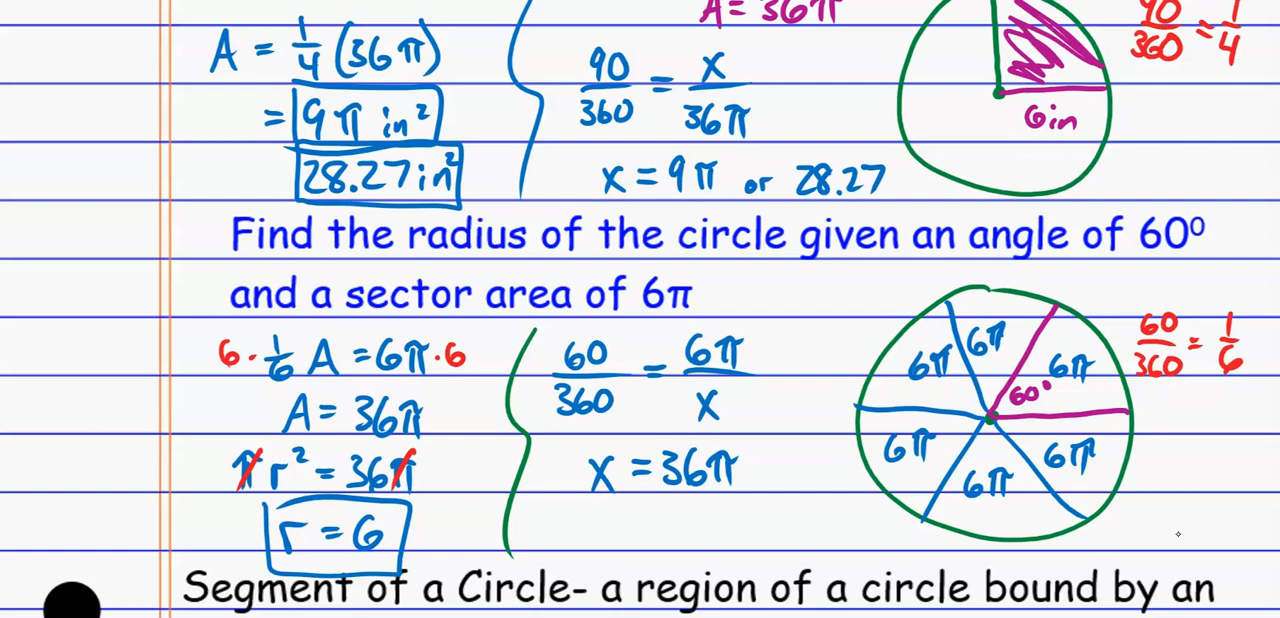 A = 36π
90/360 = 1/4
A = 1/4 (36π)
= 9π in²
28.27 in²
90/360 = x/36π
x = 9π or 28.27
6in
Find the radius of the circle given an angle of 60⁰
and a sector area of 6π
6 · 1/6 A = 6π · 6
A = 36π
πr² = 36π
r = 6
60/360 = 6π/x
x = 36π
6π
6π
6π
60°
6π
6π
6π
60/360 = 1/6
Segment of a Circle- a region of a circle bound by an